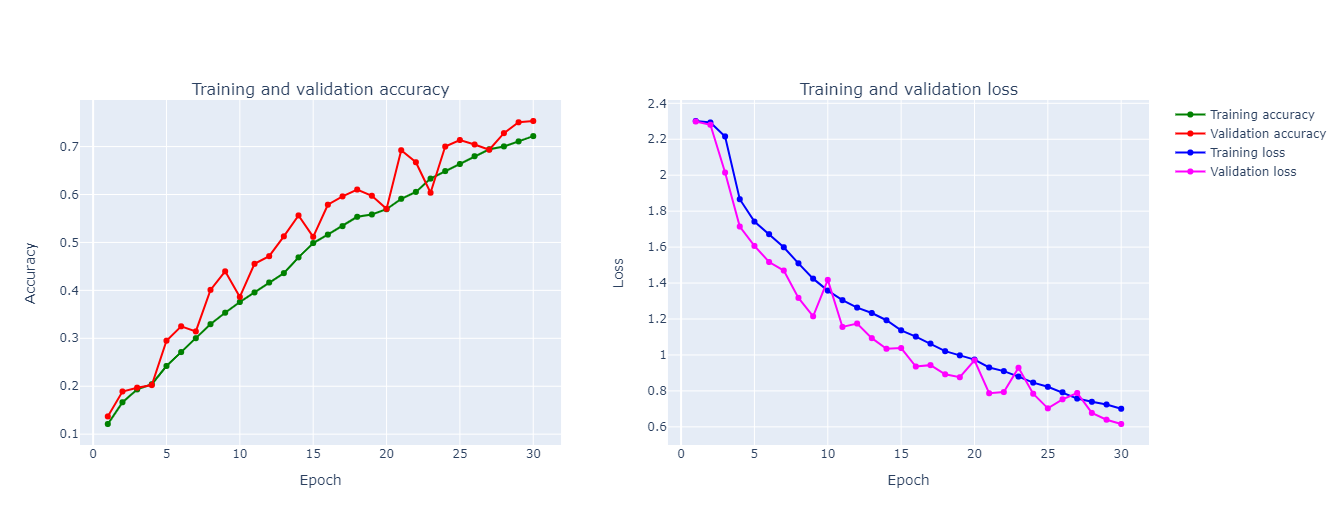 Training and validation accuracy
Training and validation loss
Accuracy
0.7
0.6
0.5
0.4
0.3
0.2
0.1
0 5 10 15 20 25 30
Epoch
Loss
2.4
2.2
2
1.8
1.6
1.4
1.2
1
0.8
0.6
0 5 10 15 20 25 30
Epoch
Training accuracy
Validation accuracy
Training loss
Validation loss